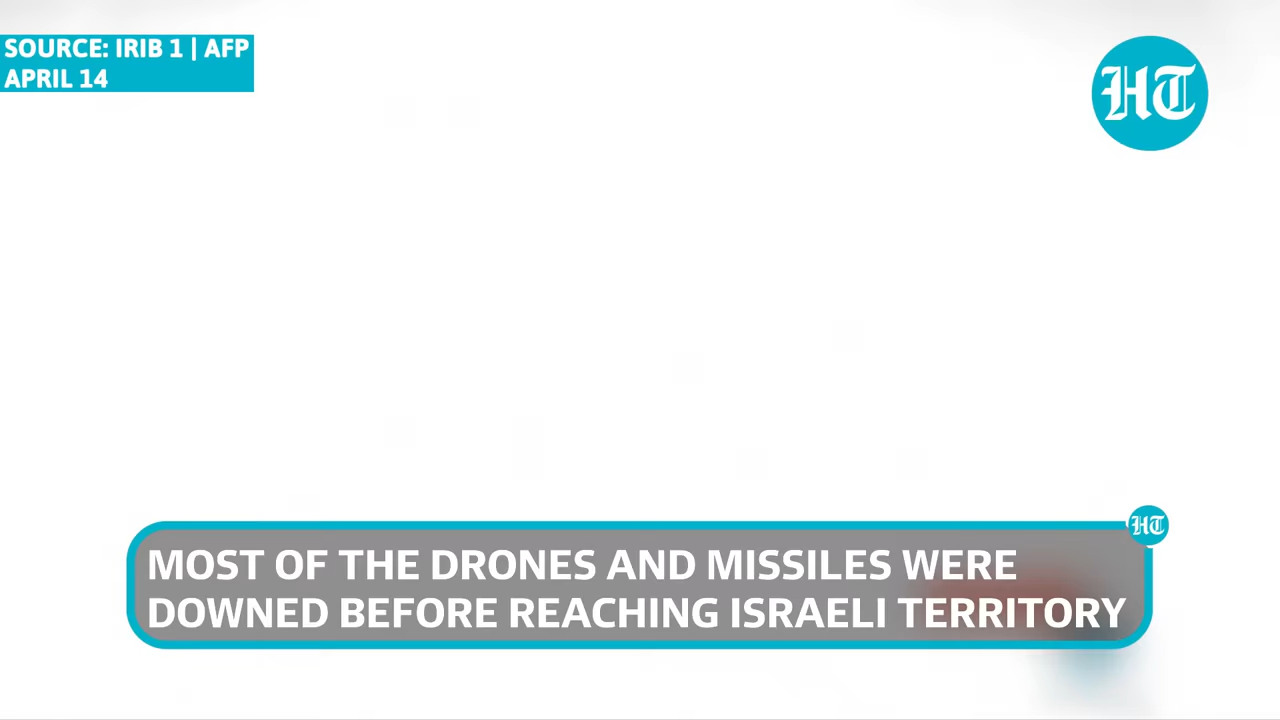 SOURCE: IRIB 1 | AFP
APRIL 14
HT
HT
MOST OF THE DRONES AND MISSILES WERE
DOWNED BEFORE REACHING ISRAELI TERRITORY